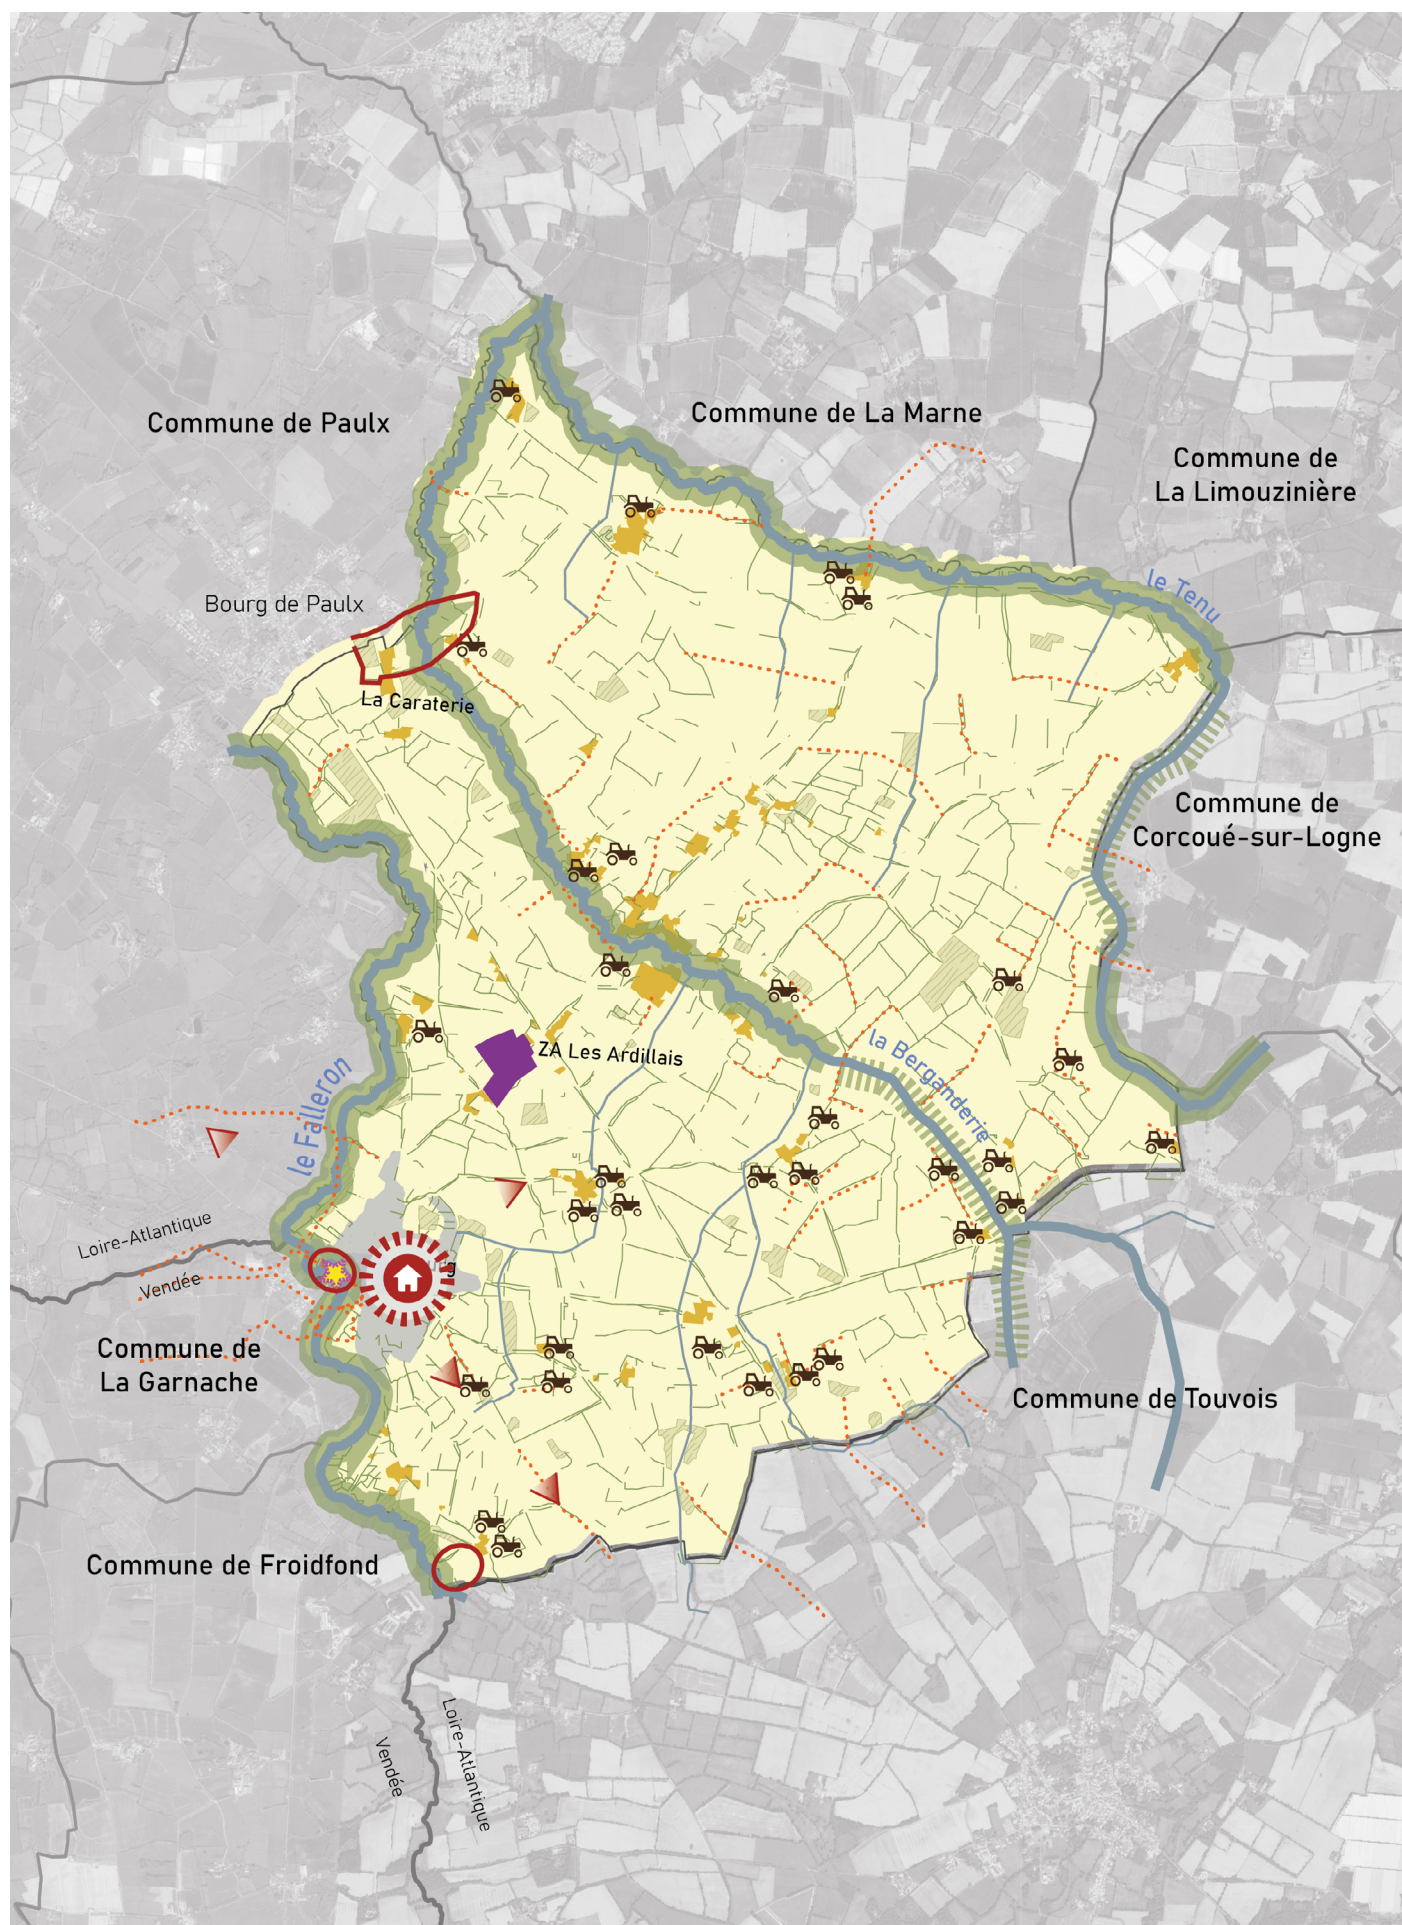 Commune de La Marne
Commune de Paulx
Commune de
La Limouzinière
le Tenu
Bourg de Paulx
La Caraterie
Commune de
Corcoué-sur-Logne
ZA Les Ardillais
la Berganderie
le Falleron
Loire-Atlantique
Vendée
Commune de
La Garnache
Commune de Touvois
Commune de Froidfond
Loire-Atlantique
Vendée